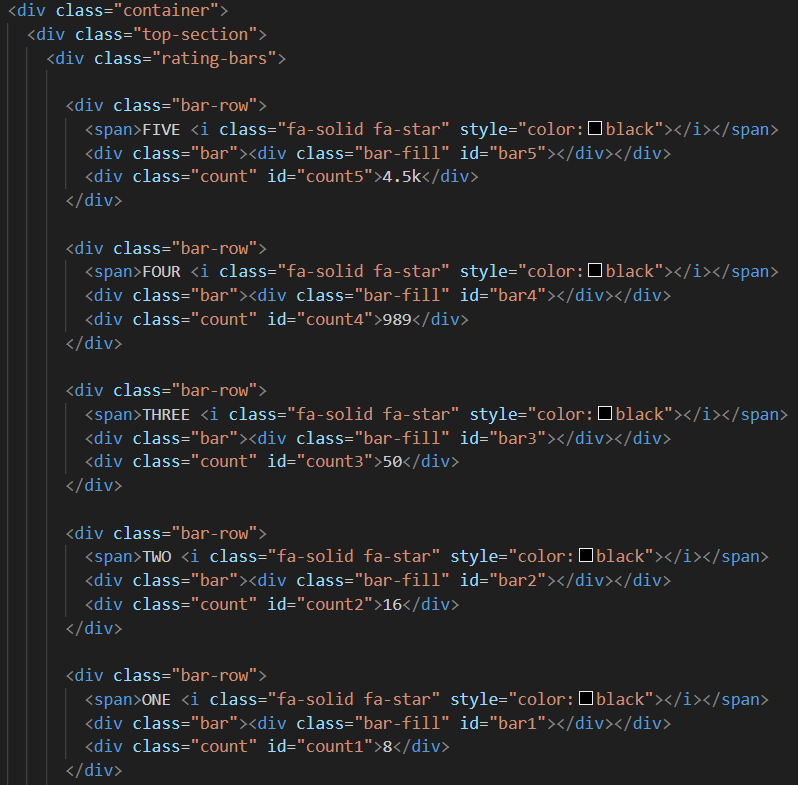 <div class="container">
<div class="top-section">
<div class="rating-bars">
<div class="bar-row">
<span>FIVE <i class="fa-solid fa-star" style="color:black"></i></span>
<div class="bar"><div class="bar-fill" id="bar5"></div></div>
<div class="count" id="count5">4.5k</div>
</div>
<div class="bar-row">
<span>FOUR <i class="fa-solid fa-star" style="color:black"></i></span>
<div class="bar"><div class="bar-fill" id="bar4"></div></div>
<div class="count" id="count4">989</div>
</div>
<div class="bar-row">
<span>THREE <i class="fa-solid fa-star" style="color:black"></i></span>
<div class="bar"><div class="bar-fill" id="bar3"></div></div>
<div class="count" id="count3">50</div>
</div>
<div class="bar-row">
<span>TWO <i class="fa-solid fa-star" style="color:black"></i></span>
<div class="bar"><div class="bar-fill" id="bar2"></div></div>
<div class="count" id="count2">16</div>
</div>
<div class="bar-row">
<span>ONE <i class="fa-solid fa-star" style="color:black"></i></span>
<div class="bar"><div class="bar-fill" id="bar1"></div></div>
<div class="count" id="count1">8</div>
</div>